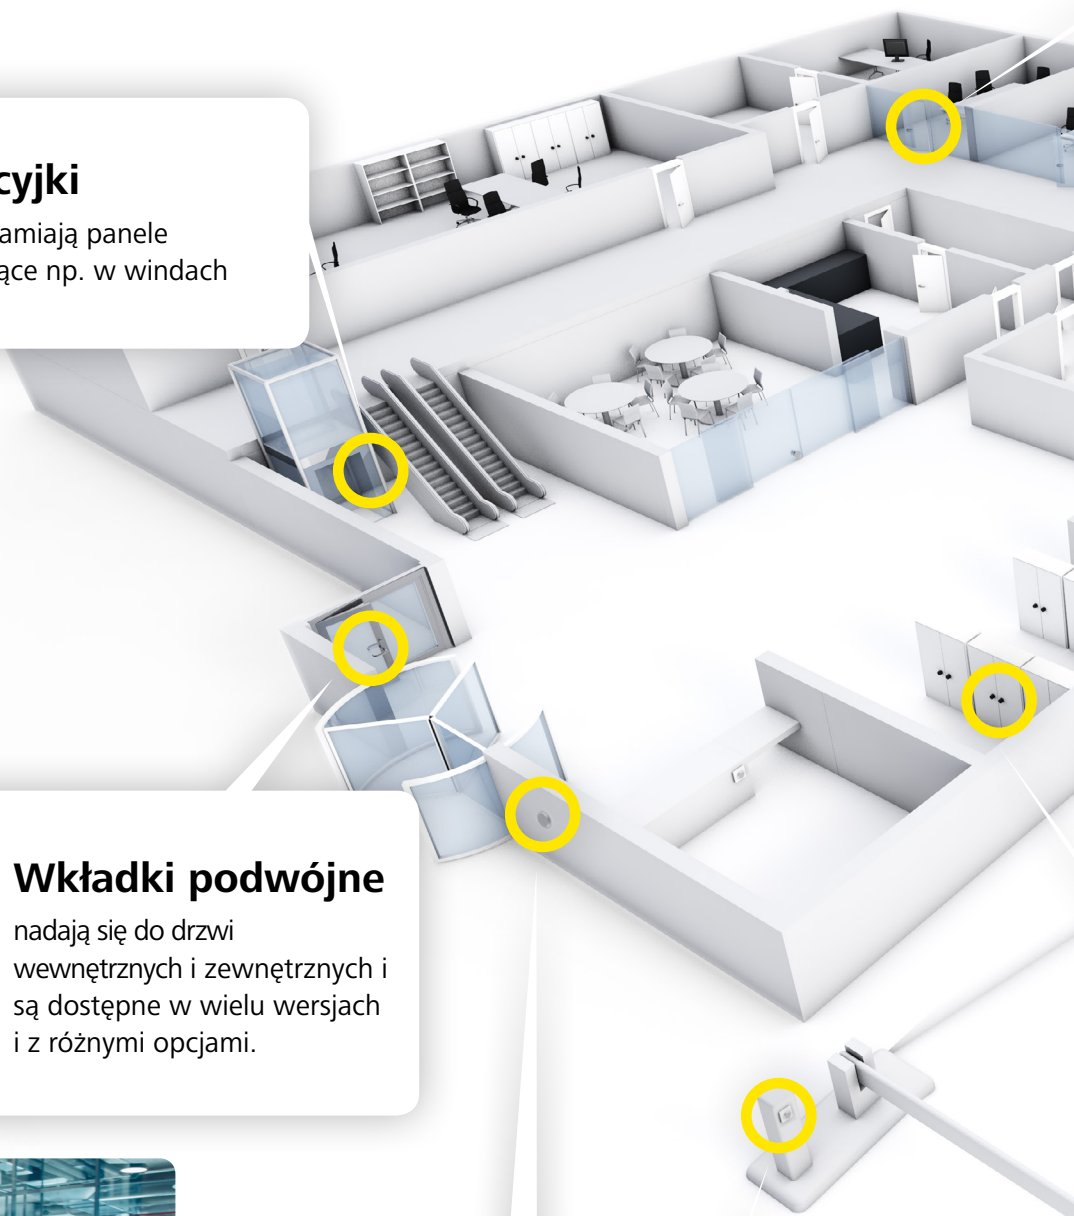 cyjki
amiają panele
ące np. w windach
Wkładki podwójne
nadają się do drzwi
wewnętrznych i zewnętrznych i
są dostępne w wielu wersjach
i z różnymi opcjami.